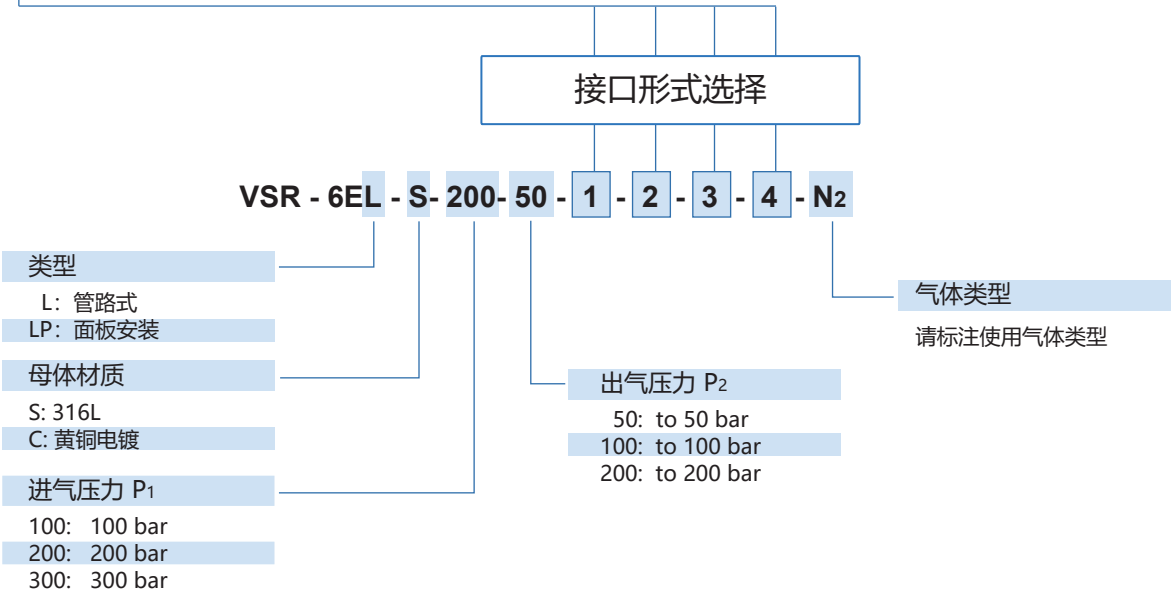 接口形式选择
VSR - 6EL - S- 200- 50 - 1 - 2 - 3 - 4 - N2
类型
L: 管路式
LP: 面板安装
母体材质
S: 316L
C: 黄铜电镀
进气压力 P1
100: 100 bar
200: 200 bar
300: 300 bar
出气压力 P2
50: to 50 bar
100: to 100 bar
200: to 200 bar
气体类型
请标注使用气体类型